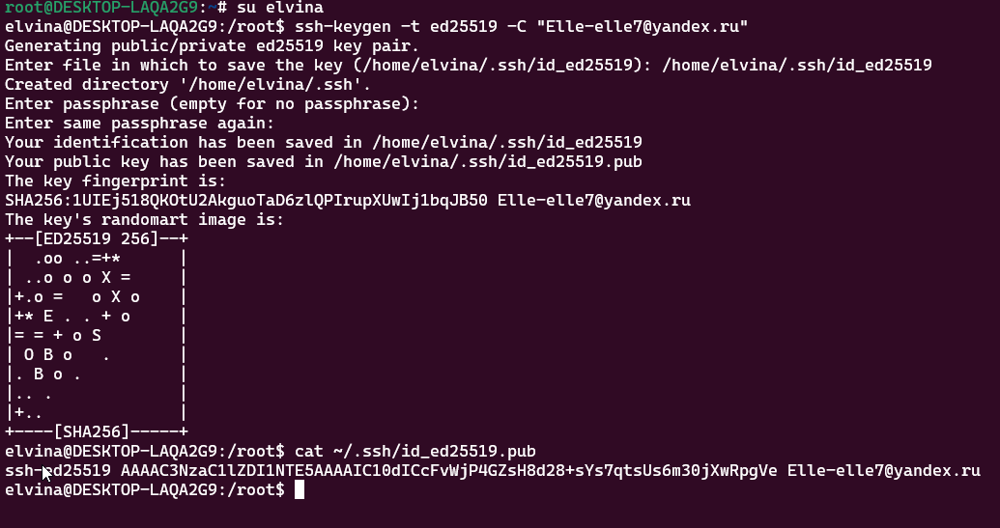 root@DESKTOP-LAQA2G9:~# su elvina
elvina@DESKTOP-LAQA2G9:/root$ ssh-keygen -t ed25519 -C "Elle-elle7@yandex.ru"
Generating public/private ed25519 key pair.
Enter file in which to save the key (/home/elvina/.ssh/id_ed25519): /home/elvina/.ssh/id_ed25519
Created directory '/home/elvina/.ssh'.
Enter passphrase (empty for no passphrase):
Enter same passphrase again:
Your identification has been saved in /home/elvina/.ssh/id_ed25519
Your public key has been saved in /home/elvina/.ssh/id_ed25519.pub
The key fingerprint is:
SHA256:1UIEj518QKOtU2AkguoTaD6zlQPIrupXUwIj1bqJB50 Elle-elle7@yandex.ru
The key's randomart image is:
+--[ED25519 256]--+
|  .oo ..=+*      |
| ..o o o X =     |
|+.o =   o X o    |
|+* E . . + o     |
|= = + o S        |
| O B o   .       |
|. B o .          |
|.. .             |
|+..              |
+----[SHA256]-----+
elvina@DESKTOP-LAQA2G9:/root$ cat ~/.ssh/id_ed25519.pub
ssh-ed25519 AAAAC3NzaC1lZDI1NTE5AAAAIC10dICcFvWjP4GZsH8d28+sYs7qtsUs6m30jXwRpgVe Elle-elle7@yandex.ru
elvina@DESKTOP-LAQA2G9:/root$